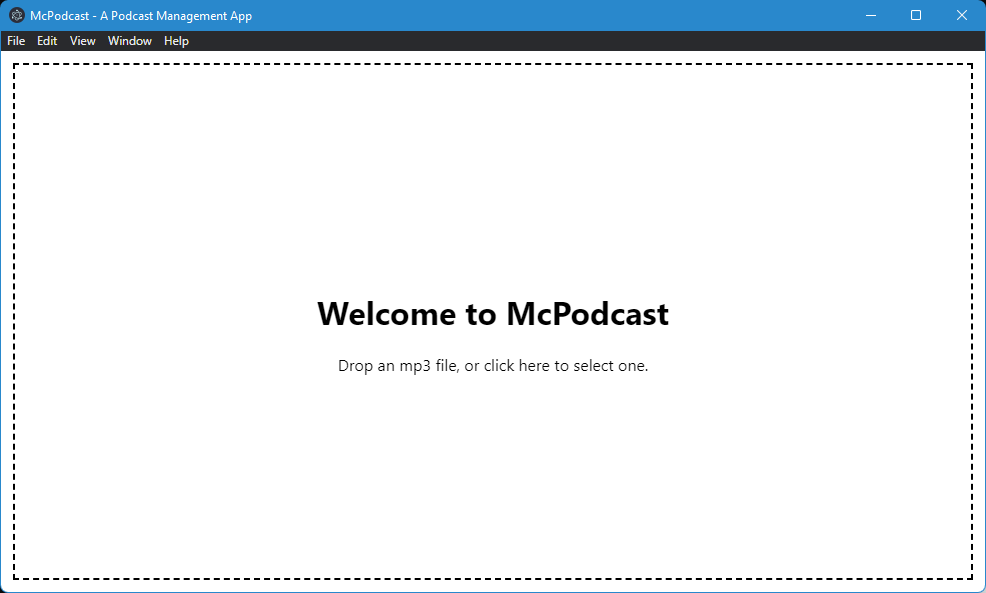 McPodcast - A Podcast Management App
File Edit View Window Help
Welcome to McPodcast
Drop an mp3 file, or click here to select one.